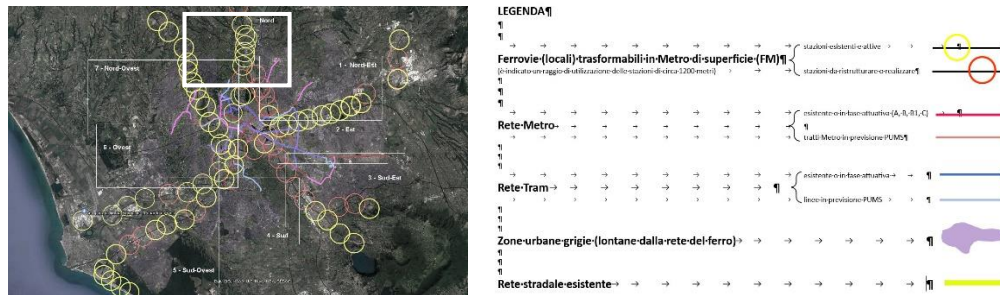 Nord
7 - Nord-Ovest
1 - Nord-Est
2 - Est
6 - Ovest
3 - Sud-Est
4 - Sud
5 - Sud-Ovest
LEGENDA¶
¶
¶
→ → → → → → → → stazioni·esistenti·e·attive → → ¶
Ferrovie·(locali)·trasformabili·in·Metro·di·superficie·(FM)¶
(è·indicato·un·raggio·di·utilizzazione·delle·stazioni·di·circa·1200·metri) → → → stazioni·da·ristrutturare·o·realizzare¶
¶
¶
¶
→ → → → → → → → esistente·o·in·fase·attuativa·(A,·B,·B1,·C) → ¶
Rete·Metro → → → → → → → ¶
→ → → → → → → → tratti·Metro·in·previsione·PUMS¶
¶
¶
¶
→ → → → → → → → esistente·o·in·fase·attuativa → → ¶
Rete·Tram → → → → → → → ¶
→ → → → → → → → linee·in·previsione·PUMS → ¶
¶
¶
¶
Zone·urbane·grigie·(lontane·dalla·rete·del·ferro) → → → → → ¶
¶
¶
¶
Rete·stradale·esistente → → → → → → → → ¶